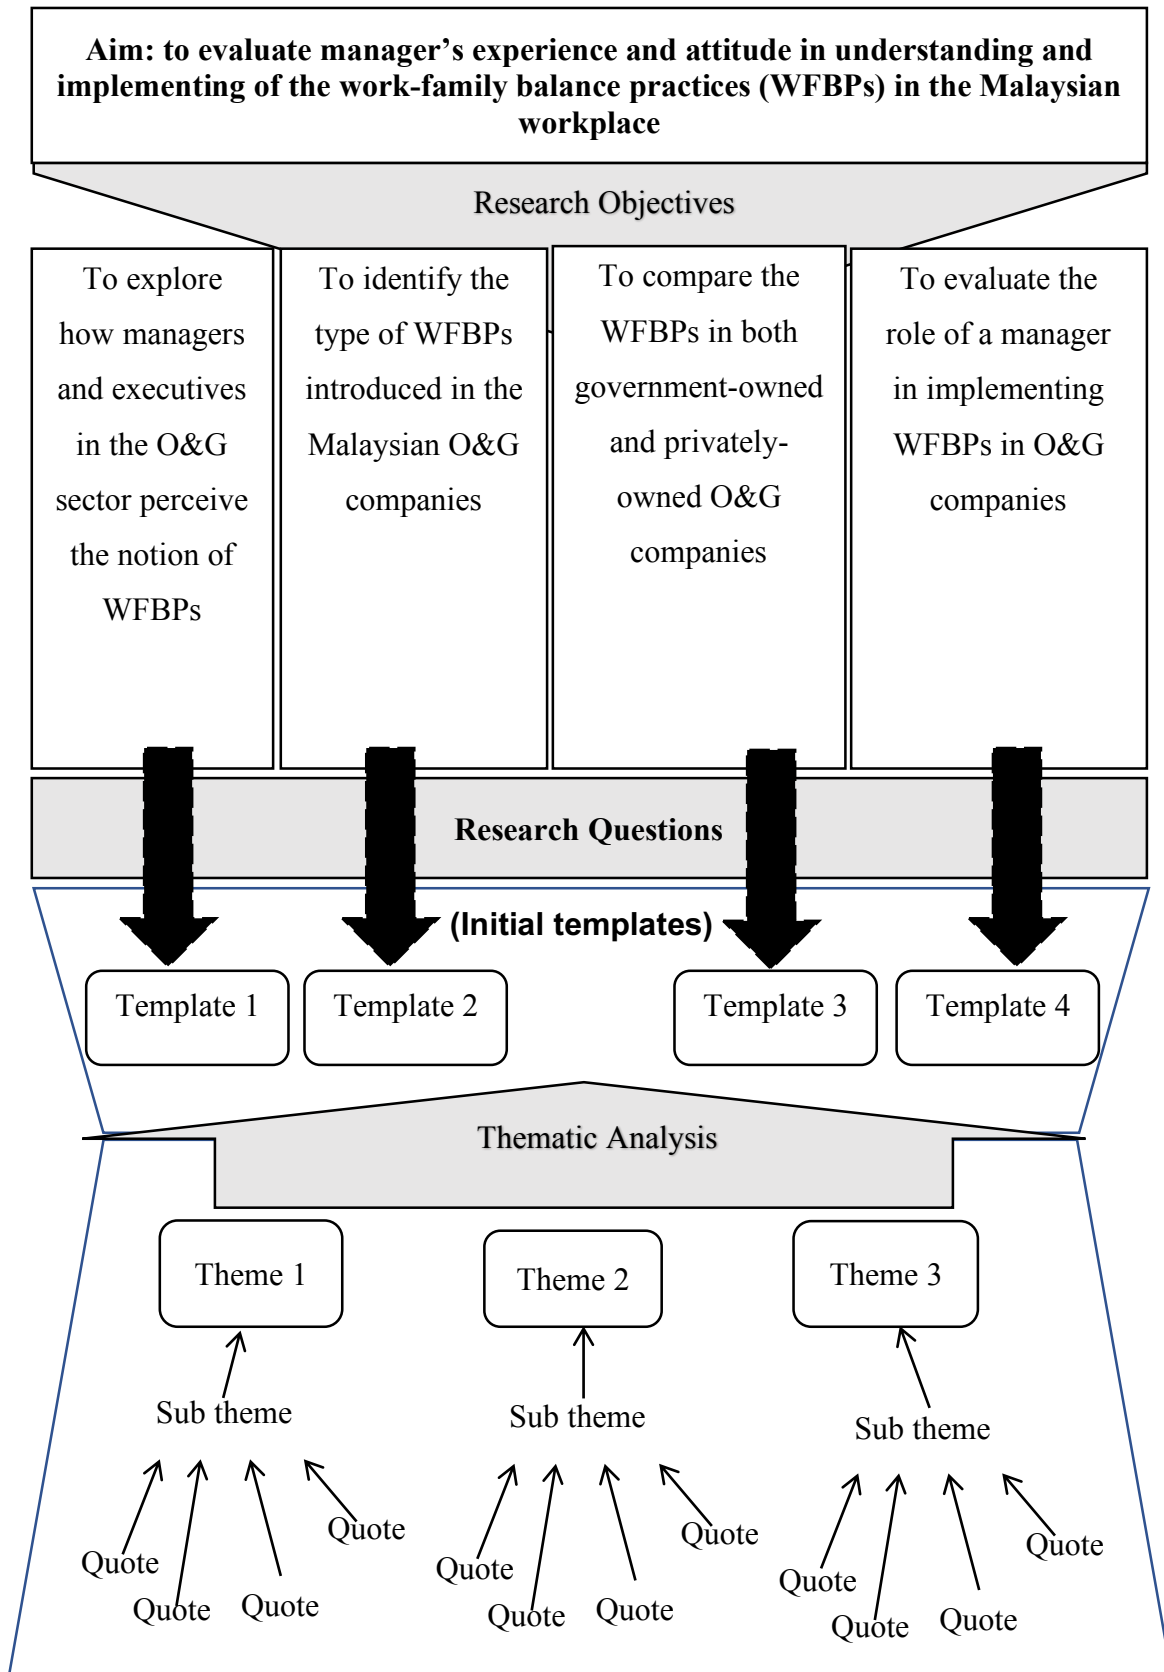 Aim: to evaluate manager’s experience and attitude in understanding and
implementing of the work-family balance practices (WFBPs) in the Malaysian
workplace
Research Objectives
To explore
how managers
and executives
in the O&G
sector perceive
the notion of
WFBPs
To identify the
type of WFBPs
introduced in the
Malaysian O&G
companies
To compare the
WFBPs in both
government-owned
and privately-
owned O&G
companies
To evaluate the
role of a manager
in implementing
WFBPs in O&G
companies
Research Questions
(Initial templates)
Template 1
Template 2
Template 3
Template 4
Thematic Analysis
Theme 1
Theme 2
Theme 3
Sub theme
Sub theme
Sub theme
Quote
Quote
Quote
Quote
Quote
Quote
Quote
Quote
Quote
Quote
Quote
Quote